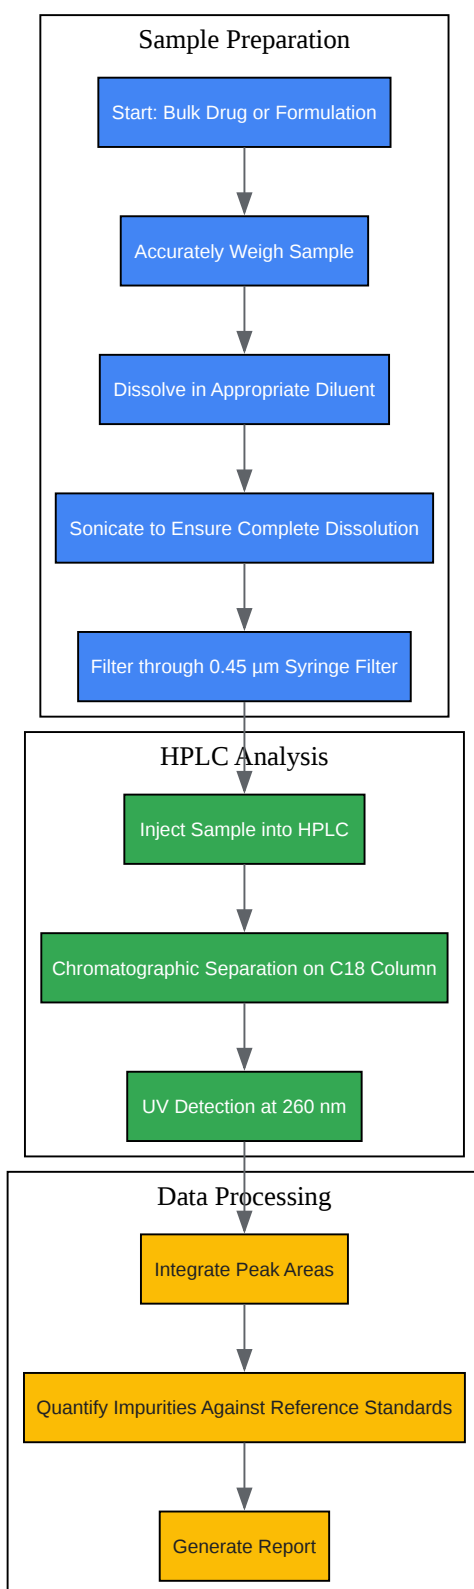 Sample Preparation
Start: Bulk Drug or Formulation
Accurately Weigh Sample
Dissolve in Appropriate Diluent
Sonicate to Ensure Complete Dissolution
Filter through 0.45 µm Syringe Filter
HPLC Analysis
Inject Sample into HPLC
Chromatographic Separation on C18 Column
UV Detection at 260 nm
Data Processing
Integrate Peak Areas
Quantify Impurities Against Reference Standards
Generate Report